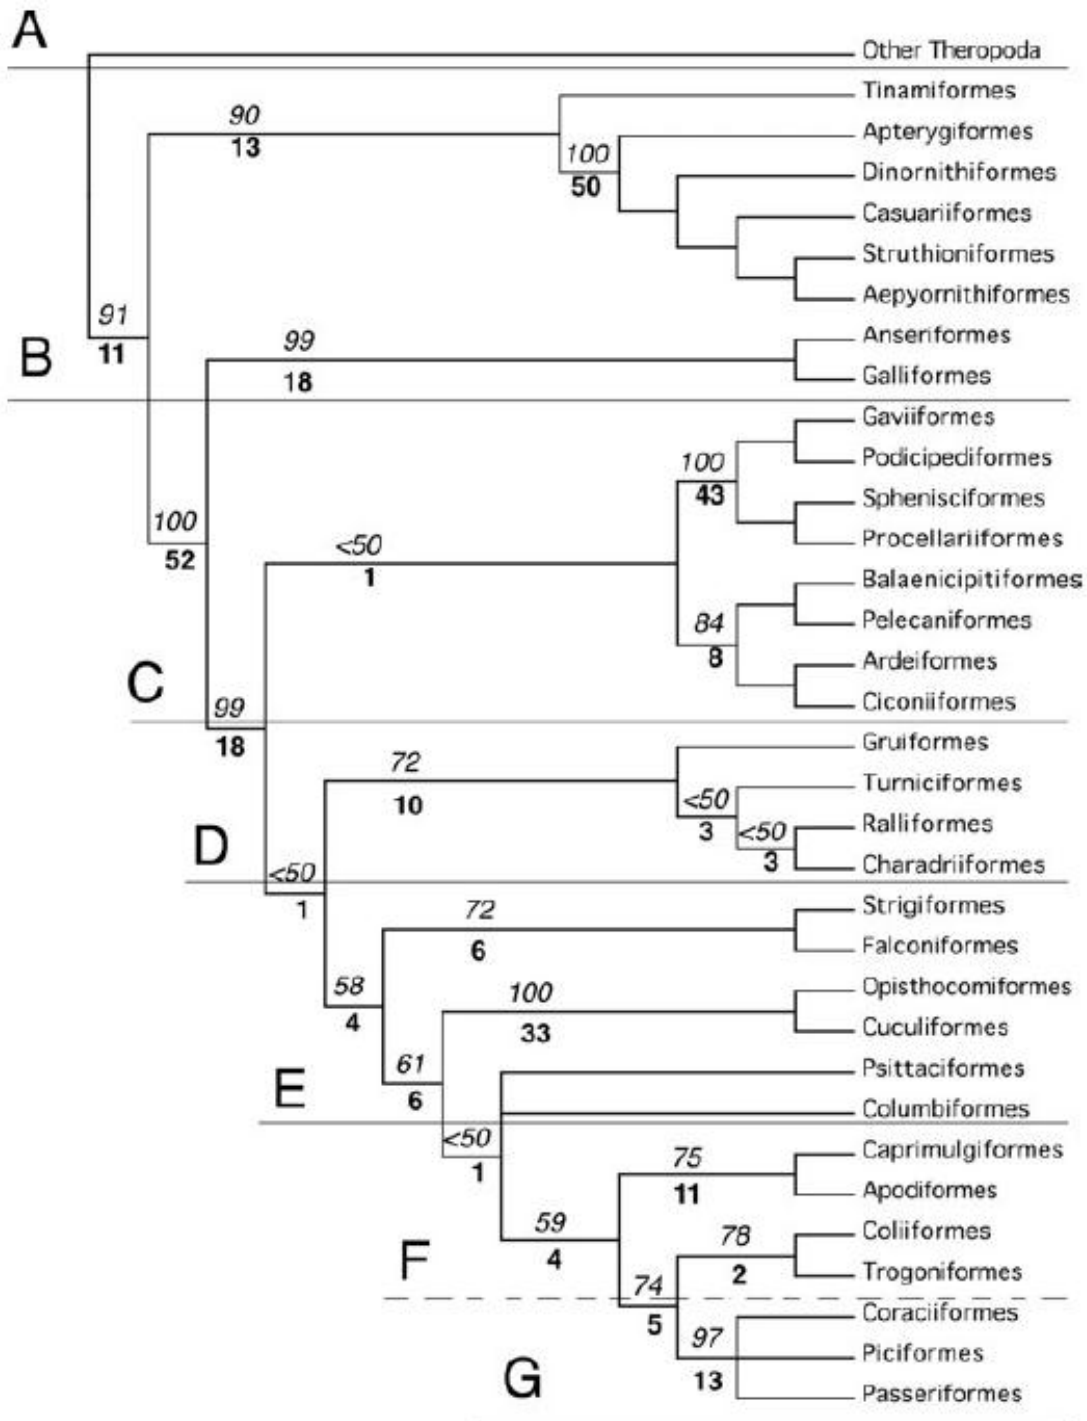 A
Other Theropoda
Tinamiformes
90
13
Apterygiformes
100
50
Dinornithiformes
Casuariiformes
Struthioniformes
Aepyornithiformes
91
11
B
Anseriformes
99
18
Galliformes
Gaviiformes
Podicipediformes
100
43
Sphenisciformes
Procellariiformes
100
52
<50
1
Balaenicipitiformes
Pelecaniformes
84
8
Ardeiformes
Ciconiiformes
C
99
18
Gruiformes
72
10
Turniciformes
<50
3
Ralliformes
<50
3
Charadriiformes
D
<50
1
Strigiformes
72
6
Falconiformes
58
4
Opisthocomiformes
100
33
Cuculiformes
61
6
Psittaciformes
E
Columbiformes
<50
1
Caprimulgiformes
75
11
Apodiformes
59
4
Coliiformes
78
2
F
Trogoniformes
74
5
Coraciiformes
97
13
Piciformes
G
Passeriformes